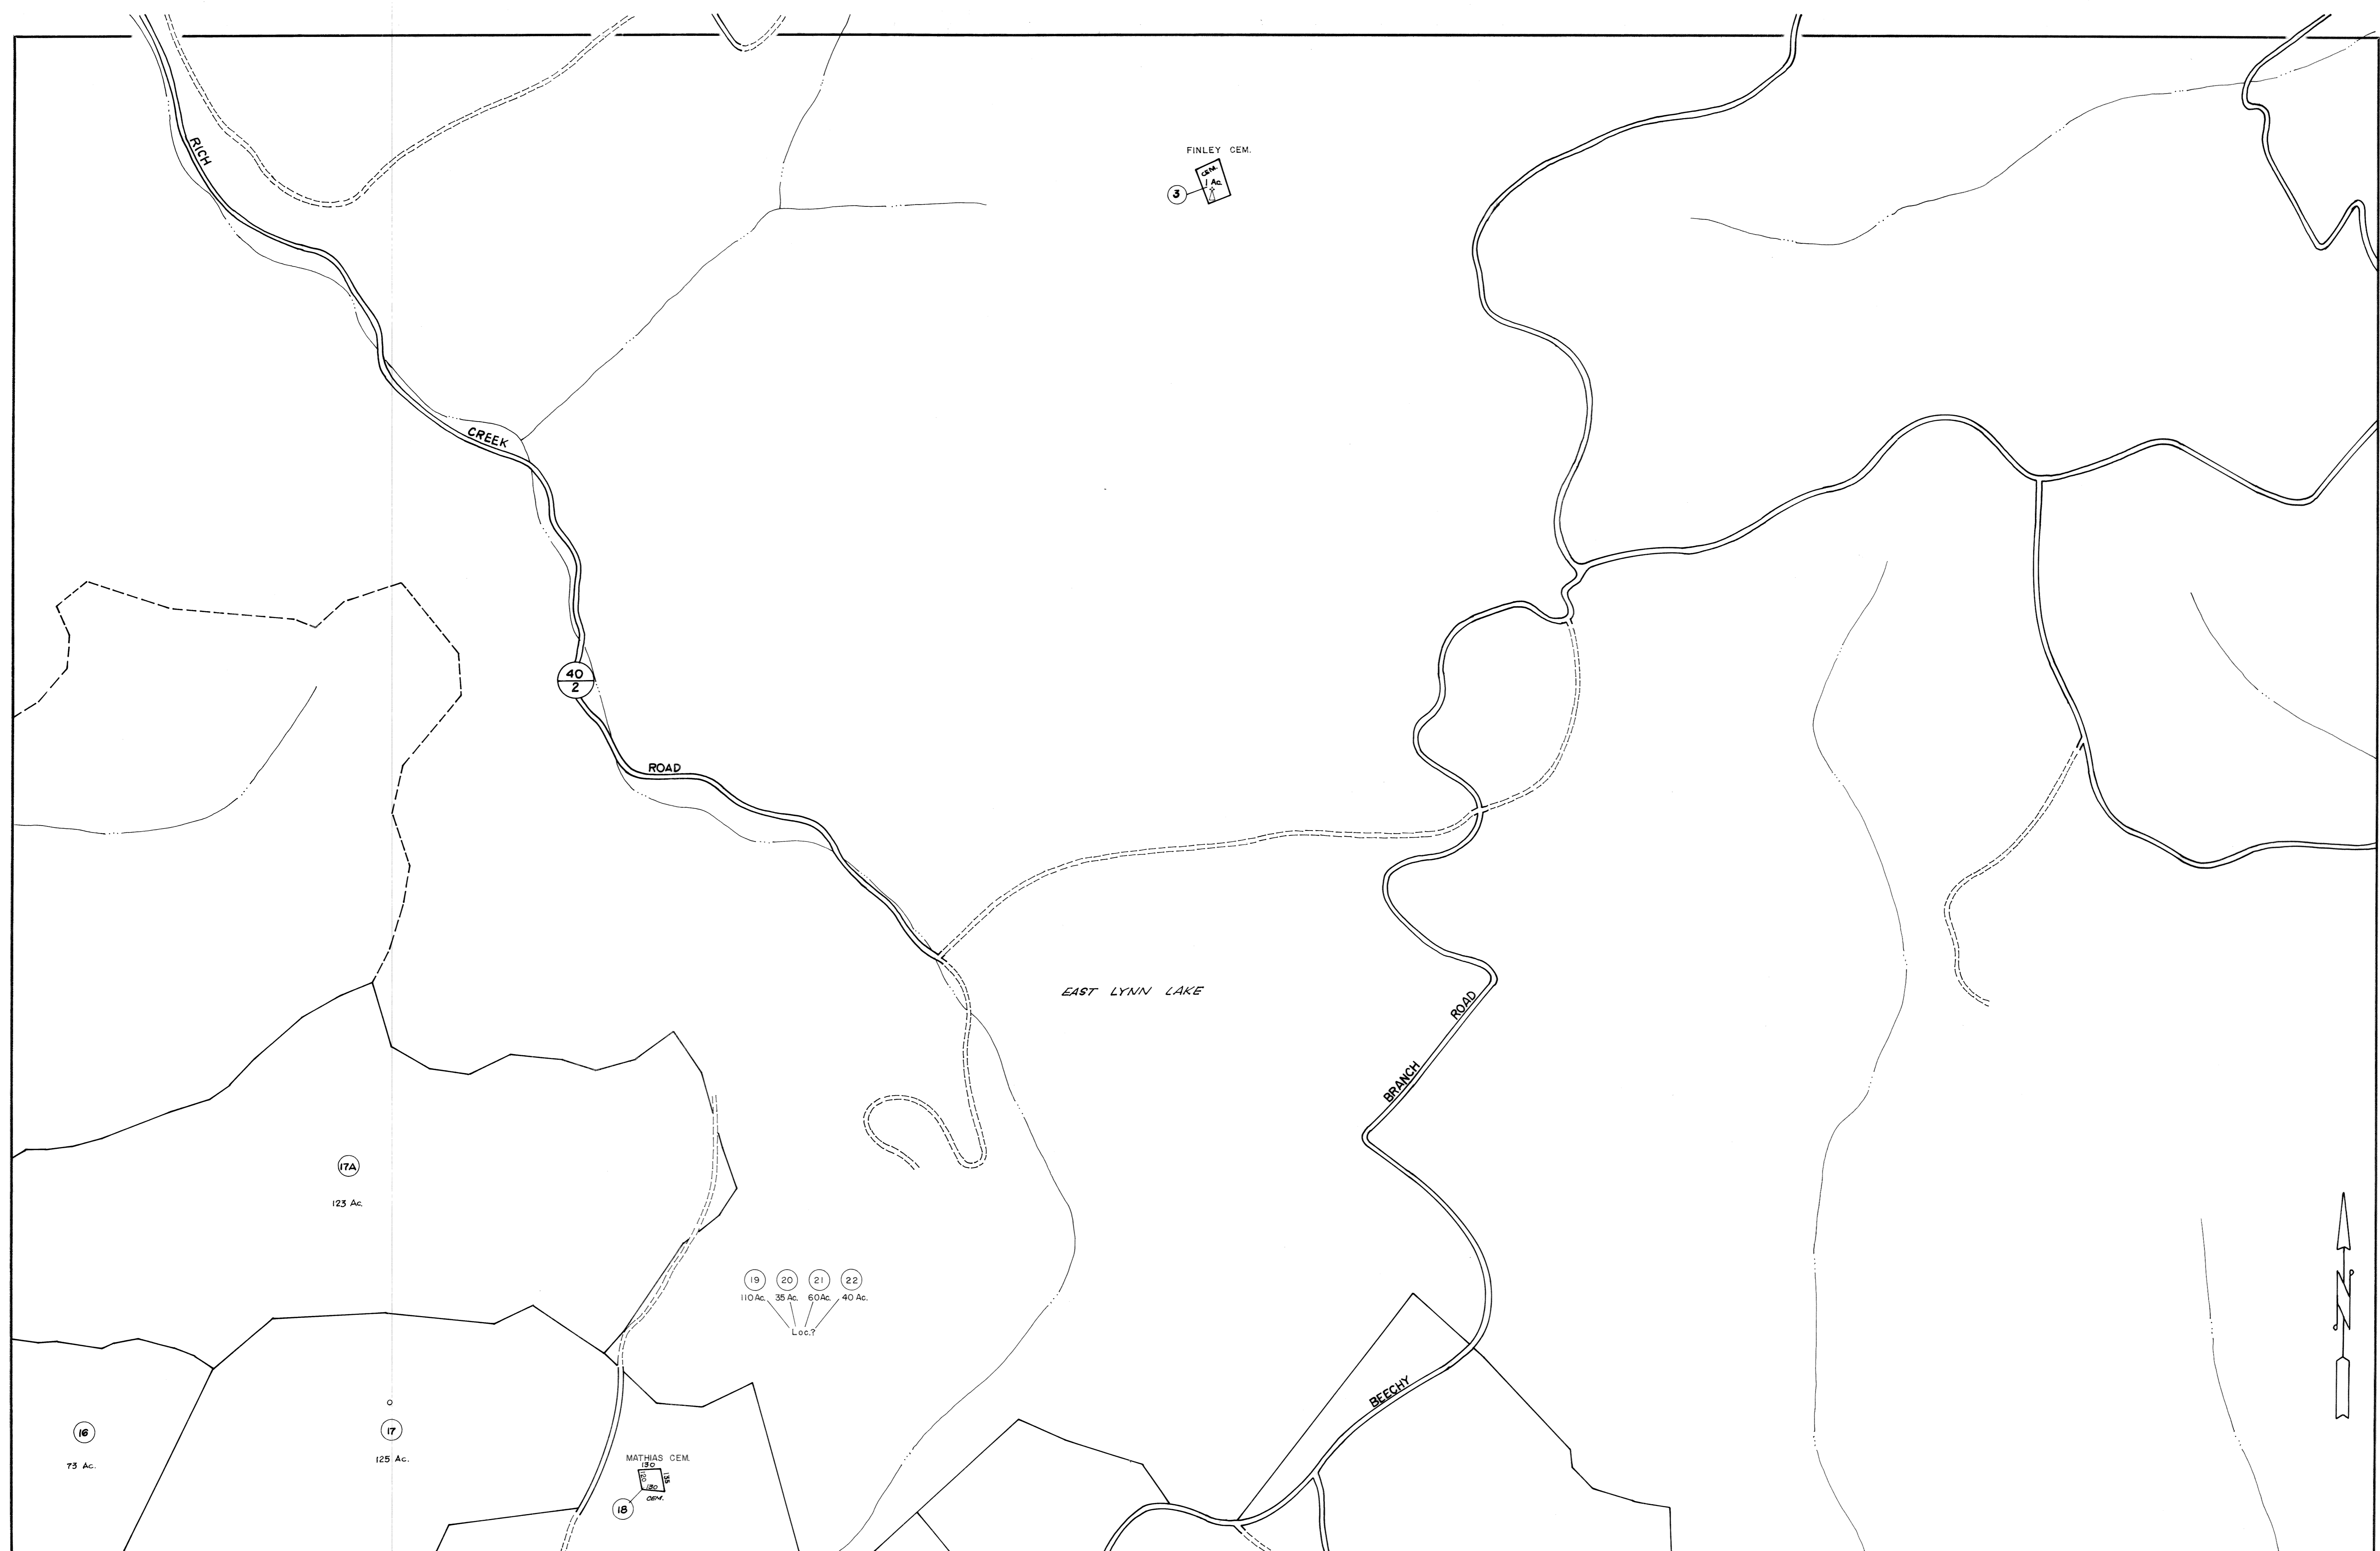 RICH
FINLEY CEM.
CEM.
1 Ac.
3
CREEK
40
2
ROAD
EAST LYNN LAKE
ROAD
BRANCH
17A
123 Ac.
19 20 21 22
110 Ac. 35 Ac. 60 Ac. 40 Ac.
Loc.?
N
BEECHY
16
73 Ac.
17
125 Ac.
MATHIAS CEM.
130
120
135
130
CEM.
18